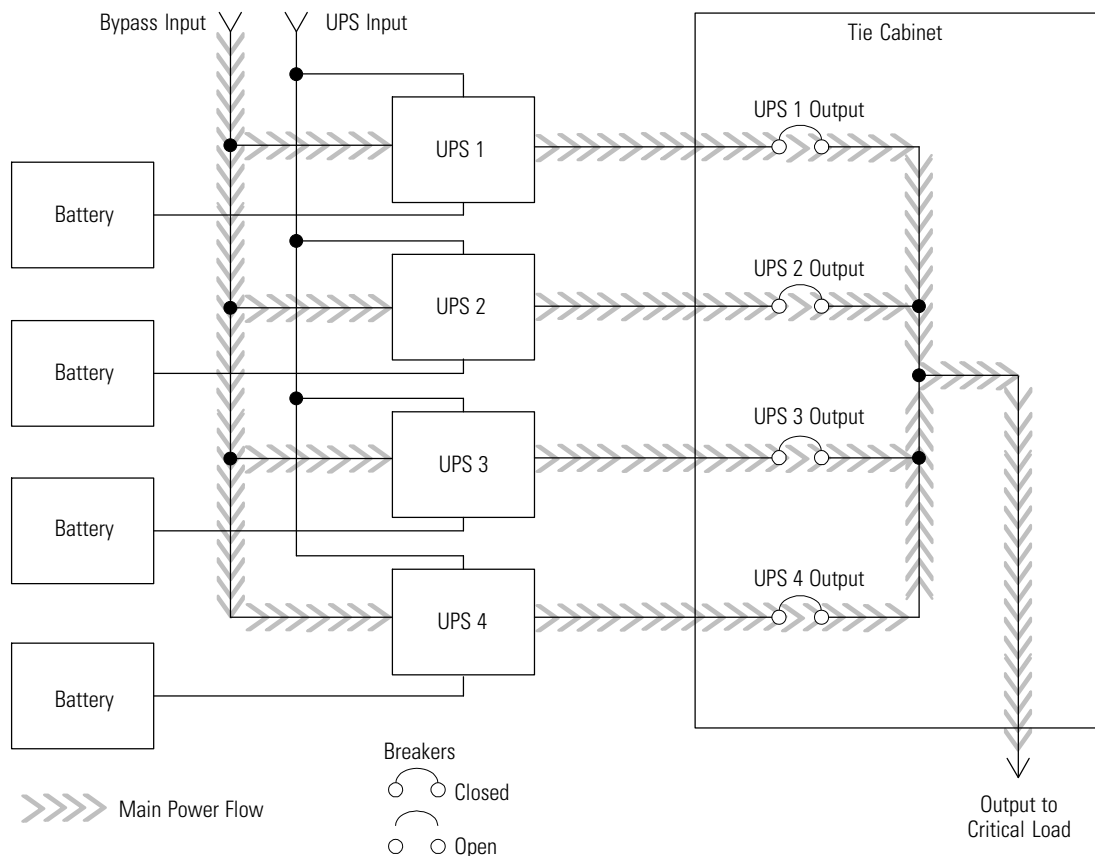 Bypass Input
UPS Input
Tie Cabinet
UPS 1 Output
UPS 1
Battery
UPS 2 Output
UPS 2
Battery
UPS 3 Output
UPS 3
Battery
UPS 4 Output
UPS 4
Battery
Breakers
Closed
Open
Main Power Flow
Output to
Critical Load